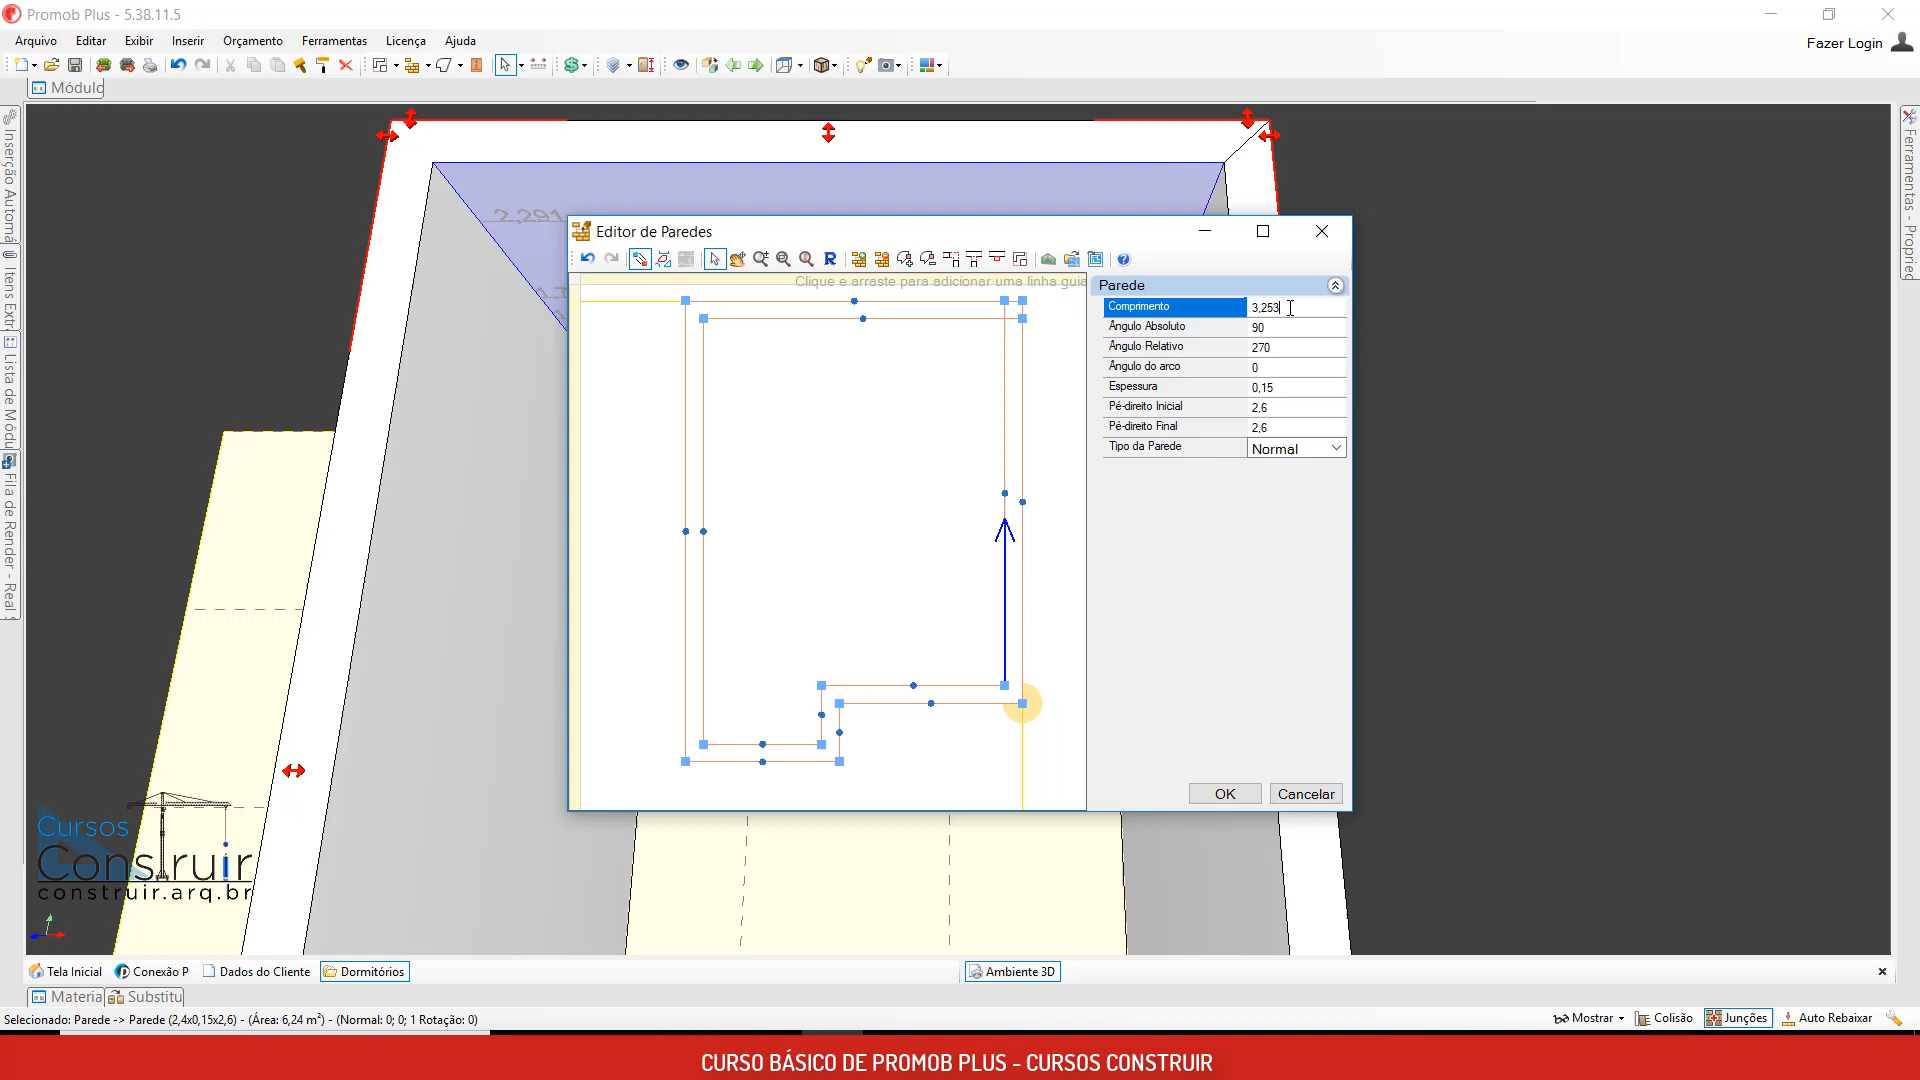 Promob Plus - 5.38.11.5
Arquivo Editar Exibir Inserir Orçamento Ferramentas Licença Ajuda
Fazer Login
Módulo
Inserção Automá
Itens Extr
Lista de Módu
Fila de Render - Real
Ferramentas - Propried
2,291
Editor de Paredes
R
Clique e arraste para adicionar uma linha guia
Parede
Comprimento 3,253
Ângulo Absoluto 90
Ângulo Relativo 270
Ângulo do arco 0
Espessura 0,15
Pé-direito Inicial 2,6
Pé-direito Final 2,6
Tipo da Parede Normal
OK Cancelar
Cursos
Construir
construir.arq.br
Tela Inicial Conexão P Dados do Cliente Dormitórios Ambiente 3D
Materia Substitu
Selecionado: Parede -> Parede (2,4x0,15x2,6) - (Área: 6,24 m²) - (Normal: 0; 0; 1 Rotação: 0)
Mostrar Colisão Junções Auto Rebaixar
CURSO BÁSICO DE PROMOB PLUS - CURSOS CONSTRUIR